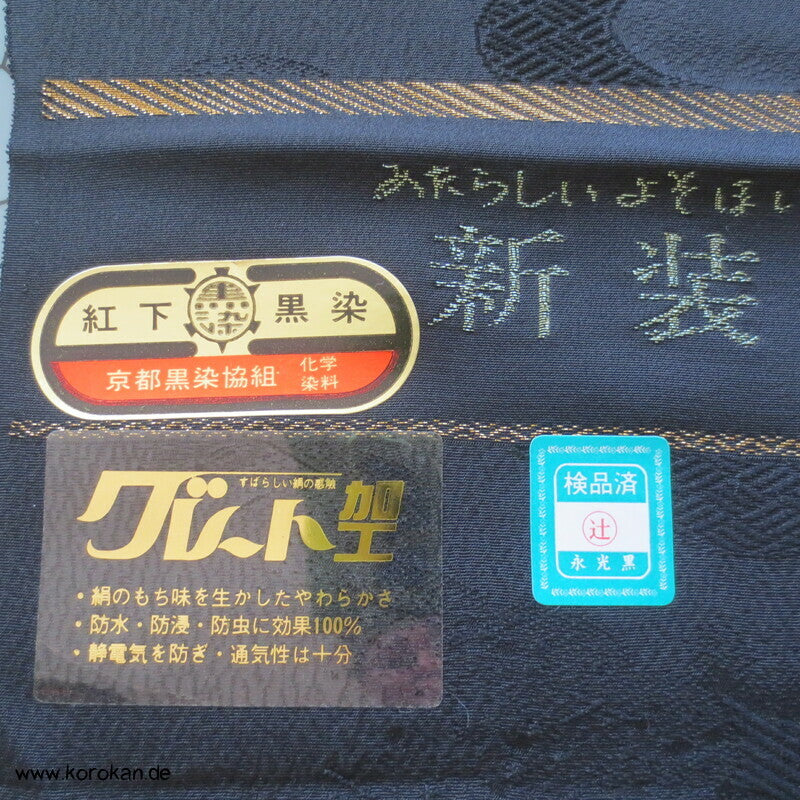 みたらしいよそほい
新装
紅下 黒染
京都黒染協組 化学
染料
すばらしい絹の感触
グレート加工
・絹のもち味を生かしたやわらかさ
・防水・防浸・防虫に効果100%
・静電気を防ぎ・通気性は十分
検品済
辻
永光黒
www.korokan.de